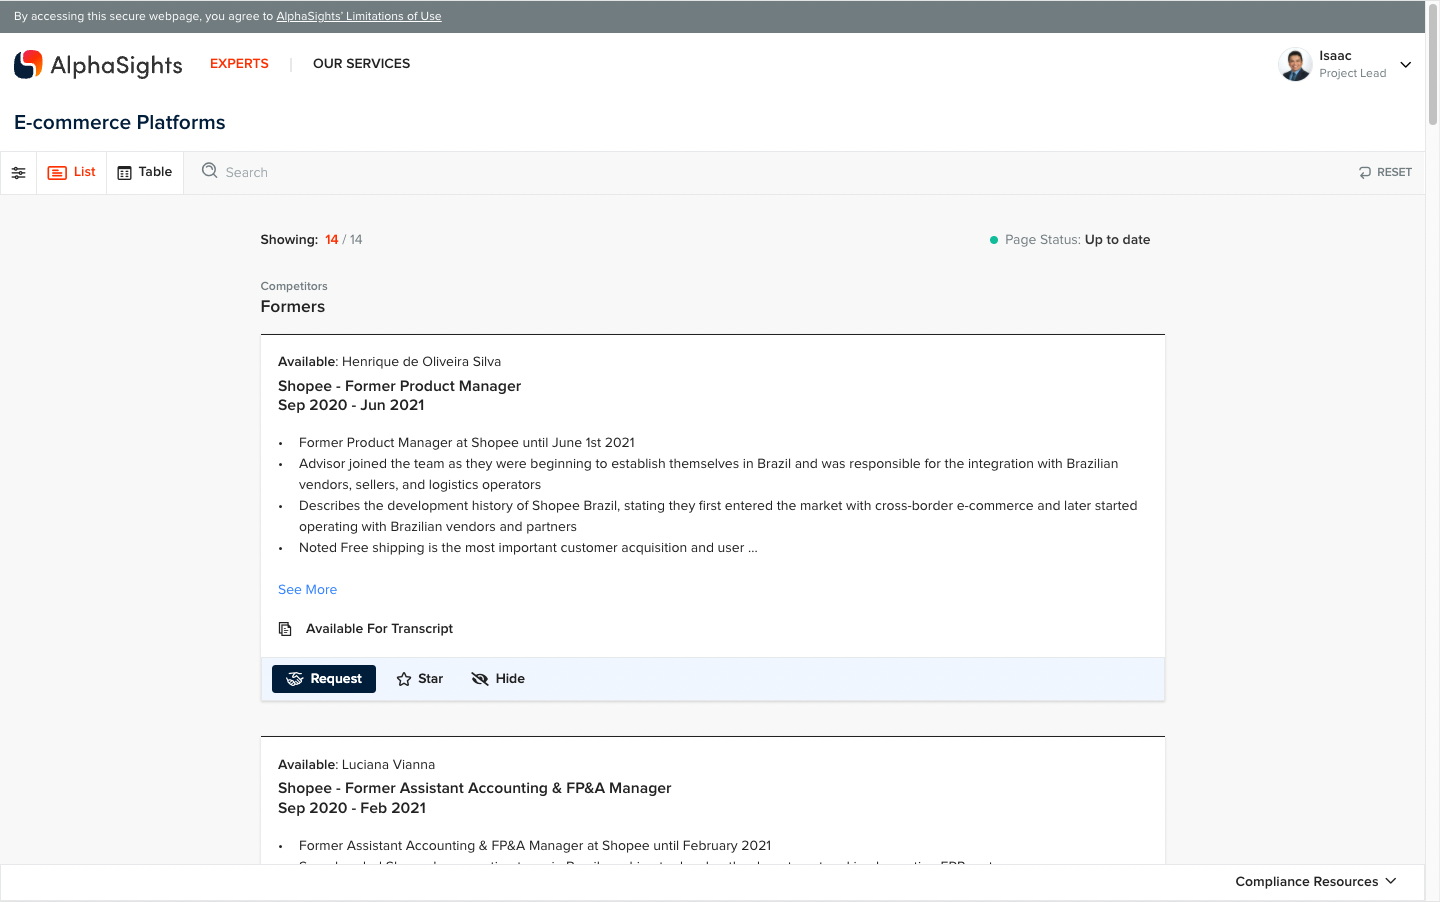 By accessing this secure webpage, you agree to AlphaSights' Limitations of Use
AlphaSights
EXPERTS
OUR SERVICES
Isaac
Project Lead
E-commerce Platforms
List
Table
Search
RESET
Showing: 14 / 14
Page Status: Up to date
Competitors
Formers
Available: Henrique de Oliveira Silva
Shopee - Former Product Manager
Sep 2020 - Jun 2021
• Former Product Manager at Shopee until June 1st 2021
• Advisor joined the team as they were beginning to establish themselves in Brazil and was responsible for the integration with Brazilian
vendors, sellers, and logistics operators
• Describes the development history of Shopee Brazil, stating they first entered the market with cross-border e-commerce and later started
operating with Brazilian vendors and partners
• Noted Free shipping is the most important customer acquisition and user ...
See More
Available For Transcript
Request
Star
Hide
Available: Luciana Vianna
Shopee - Former Assistant Accounting & FP&A Manager
Sep 2020 - Feb 2021
• Former Assistant Accounting & FP&A Manager at Shopee until February 2021
Compliance Resources